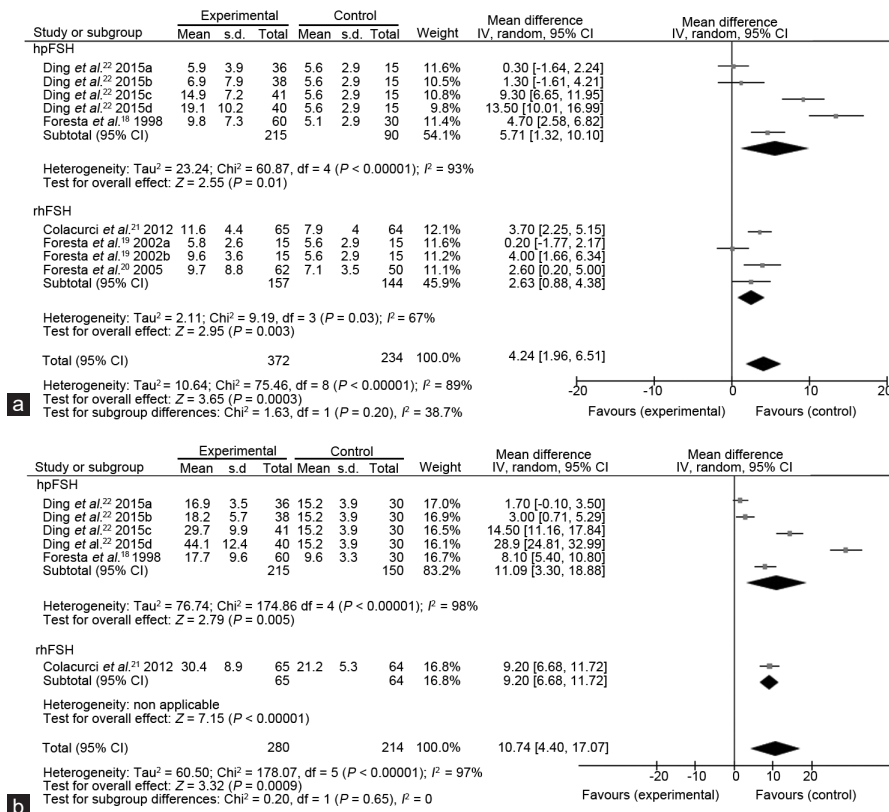 Experimental Control Mean difference Mean difference
Study or subgroup Mean s.d. Total Mean s.d. Total Weight IV, random, 95% CI IV, random, 95% CI
hpFSH
Ding et al.²² 2015a 5.9 3.9 36 5.6 2.9 15 11.6% 0.30 [-1.64, 2.24]
Ding et al.²² 2015b 6.9 7.9 38 5.6 2.9 15 10.5% 1.30 [-1.61, 4.21]
Ding et al.²² 2015c 14.9 7.2 41 5.6 2.9 15 10.8% 9.30 [6.65, 11.95]
Ding et al.²² 2015d 19.1 10.2 40 5.6 2.9 15 9.8% 13.50 [10.01, 16.99]
Foresta et al.¹⁸ 1998 9.8 7.3 60 5.1 2.9 30 11.4% 4.70 [2.58, 6.82]
Subtotal (95% CI) 215 90 54.1% 5.71 [1.32, 10.10]
Heterogeneity: Tau² = 23.24; Chi² = 60.87, df = 4 (P < 0.00001); I² = 93%
Test for overall effect: Z = 2.55 (P = 0.01)
rhFSH
Colacurci et al.²¹ 2012 11.6 4.4 65 7.9 4 64 12.1% 3.70 [2.25, 5.15]
Foresta et al.¹⁹ 2002a 5.8 2.6 15 5.6 2.9 15 11.6% 0.20 [-1.77, 2.17]
Foresta et al.¹⁹ 2002b 9.6 3.6 15 5.6 2.9 15 11.2% 4.00 [1.66, 6.34]
Foresta et al.²⁰ 2005 9.7 8.8 62 7.1 3.5 50 11.1% 2.60 [0.20, 5.00]
Subtotal (95% CI) 157 144 45.9% 2.63 [0.88, 4.38]
Heterogeneity: Tau² = 2.11; Chi² = 9.19, df = 3 (P = 0.03); I² = 67%
Test for overall effect: Z = 2.95 (P = 0.003)
Total (95% CI) 372 234 100.0% 4.24 [1.96, 6.51]
Heterogeneity: Tau² = 10.64; Chi² = 75.46, df = 8 (P < 0.00001); I² = 89%
Test for overall effect: Z = 3.65 (P = 0.0003)
Test for subgroup differences: Chi² = 1.63, df = 1 (P = 0.20), I² = 38.7%
-20 -10 0 10 20
Favours (experimental) Favours (control)
a
Experimental Control Mean difference Mean difference
Study or subgroup Mean s.d Total Mean s.d. Total Weight IV, random, 95% CI IV, random, 95% CI
hpFSH
Ding et al.²² 2015a 16.9 3.5 36 15.2 3.9 30 17.0% 1.70 [-0.10, 3.50]
Ding et al.²² 2015b 18.2 5.7 38 15.2 3.9 30 16.9% 3.00 [0.71, 5.29]
Ding et al.²² 2015c 29.7 9.9 41 15.2 3.9 30 16.5% 14.50 [11.16, 17.84]
Ding et al.²² 2015d 44.1 12.4 40 15.2 3.9 30 16.1% 28.9 [24.81, 32.99]
Foresta et al.¹⁸ 1998 17.7 9.6 60 9.6 3.3 30 16.7% 8.10 [5.40, 10.80]
Subtotal (95% CI) 215 150 83.2% 11.09 [3.30, 18.88]
Heterogeneity: Tau² = 76.74; Chi² = 174.86 df = 4 (P < 0.00001); I² = 98%
Test for overall effect: Z = 2.79 (P = 0.005)
rhFSH
Colacurci et al.²¹ 2012 30.4 8.9 65 21.2 5.3 64 16.8% 9.20 [6.68, 11.72]
Subtotal (95% CI) 65 64 16.8% 9.20 [6.68, 11.72]
Heterogeneity: non applicable
Test for overall effect: Z = 7.15 (P < 0.00001)
Total (95% CI) 280 214 100.0% 10.74 [4.40, 17.07]
Heterogeneity: Tau² = 60.50; Chi² = 178.07, df = 5 (P < 0.00001); I² = 97%
Test for overall effect: Z = 3.32 (P = 0.0009)
Test for subgroup differences: Chi² = 0.20, df = 1 (P = 0.65), I² = 0
-20 -10 0 10 20
Favours (experimental) Favours (control)
b